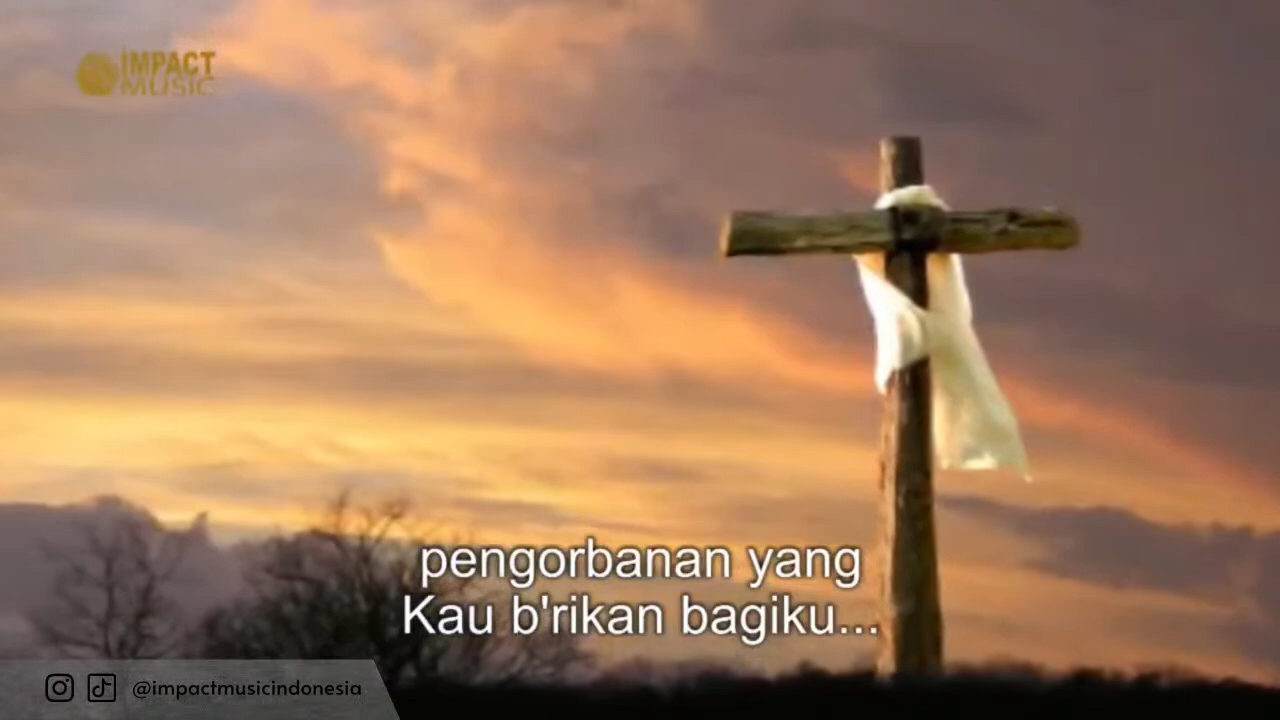 IMPACT
MUSIC
pengorbanan yang
Kau b'rikan bagiku...
@impactmusicindonesia